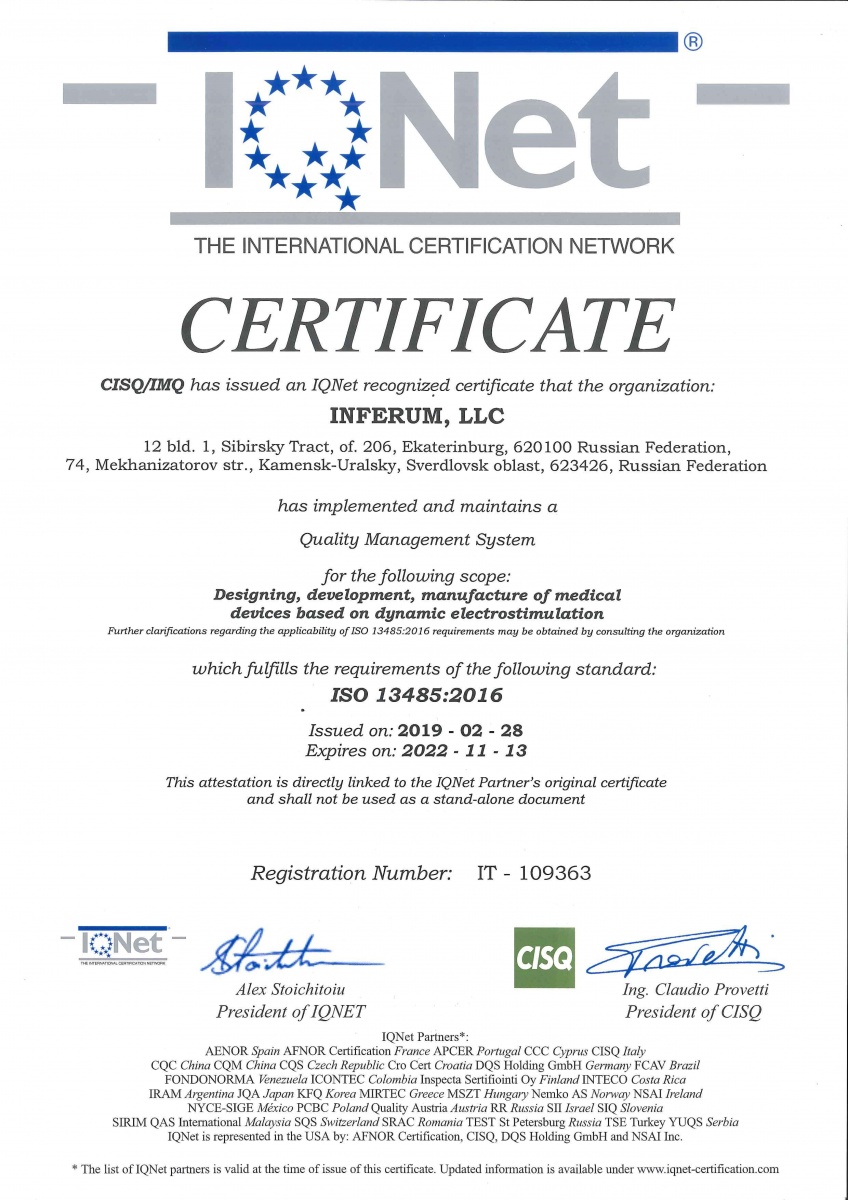 IQNet ®
THE INTERNATIONAL CERTIFICATION NETWORK
CERTIFICATE
CISQ/IMQ has issued an IQNet recognized certificate that the organization:
INFERUM, LLC
12 bld. 1, Sibirsky Tract, of. 206, Ekaterinburg, 620100 Russian Federation,
74, Mekhanizatorov str., Kamensk-Uralsky, Sverdlovsk oblast, 623426, Russian Federation
has implemented and maintains a
Quality Management System
for the following scope:
Designing, development, manufacture of medical
devices based on dynamic electrostimulation
Further clarifications regarding the applicability of ISO 13485:2016 requirements may be obtained by consulting the organization
which fulfills the requirements of the following standard:
ISO 13485:2016
Issued on: 2019 - 02 - 28
Expires on: 2022 - 11 - 13
This attestation is directly linked to the IQNet Partner's original certificate
and shall not be used as a stand-alone document
Registration Number: IT - 109363
IQNet
THE INTERNATIONAL CERTIFICATION NETWORK
Stoichitoiu
CISQ
Provetti
Alex Stoichitoiu
President of IQNET
Ing. Claudio Provetti
President of CISQ
IQNet Partners*:
AENOR Spain AFNOR Certification France APCER Portugal CCC Cyprus CISQ Italy
CQC China CQM China CQS Czech Republic Cro Cert Croatia DQS Holding GmbH Germany FCAV Brazil
FONDONORMA Venezuela ICONTEC Colombia Inspecta Sertifiointi Oy Finland INTECO Costa Rica
IRAM Argentina JQA Japan KFQ Korea MIRTEC Greece MSZT Hungary Nemko AS Norway NSAI Ireland
NYCE-SIGE México PCBC Poland Quality Austria Austria RR Russia SII Israel SIQ Slovenia
SIRIM QAS International Malaysia SQS Switzerland SRAC Romania TEST St Petersburg Russia TSE Turkey YUQS Serbia
IQNet is represented in the USA by: AFNOR Certification, CISQ, DQS Holding GmbH and NSAI Inc.
* The list of IQNet partners is valid at the time of issue of this certificate. Updated information is available under www.iqnet-certification.com